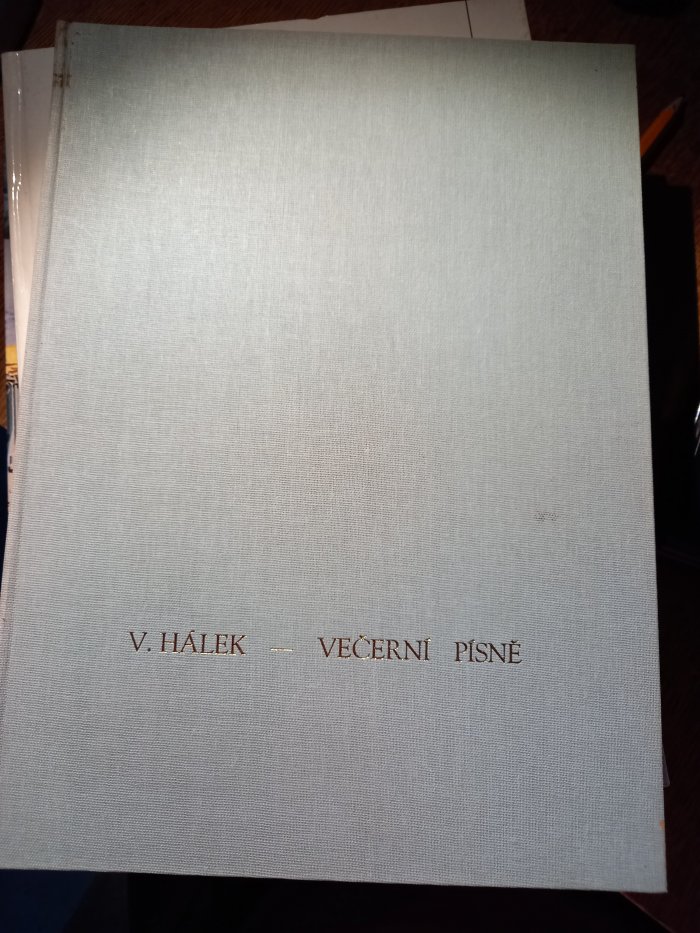 V. HÁLEK — VEČERNÍ PÍSNĚ